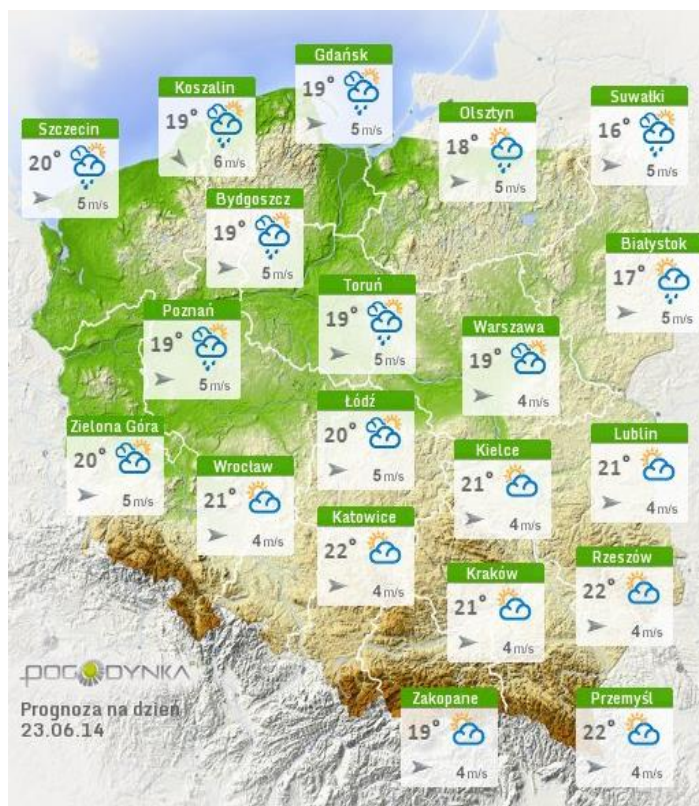 Gdańsk
19°
5 m/s
Koszalin
19°
6 m/s
Suwałki
16°
5 m/s
Olsztyn
18°
5 m/s
Szczecin
20°
5 m/s
Bydgoszcz
19°
5 m/s
Białystok
17°
5 m/s
Toruń
19°
5 m/s
Poznań
19°
5 m/s
Warszawa
19°
4 m/s
Łódź
20°
5 m/s
Zielona Góra
20°
5 m/s
Lublin
21°
4 m/s
Kielce
21°
4 m/s
Wrocław
21°
4 m/s
Katowice
22°
4 m/s
Rzeszów
22°
4 m/s
Kraków
21°
4 m/s
POGODYNKA
Prognoza na dzień
23.06.14
Zakopane
19°
4 m/s
Przemyśl
22°
4 m/s